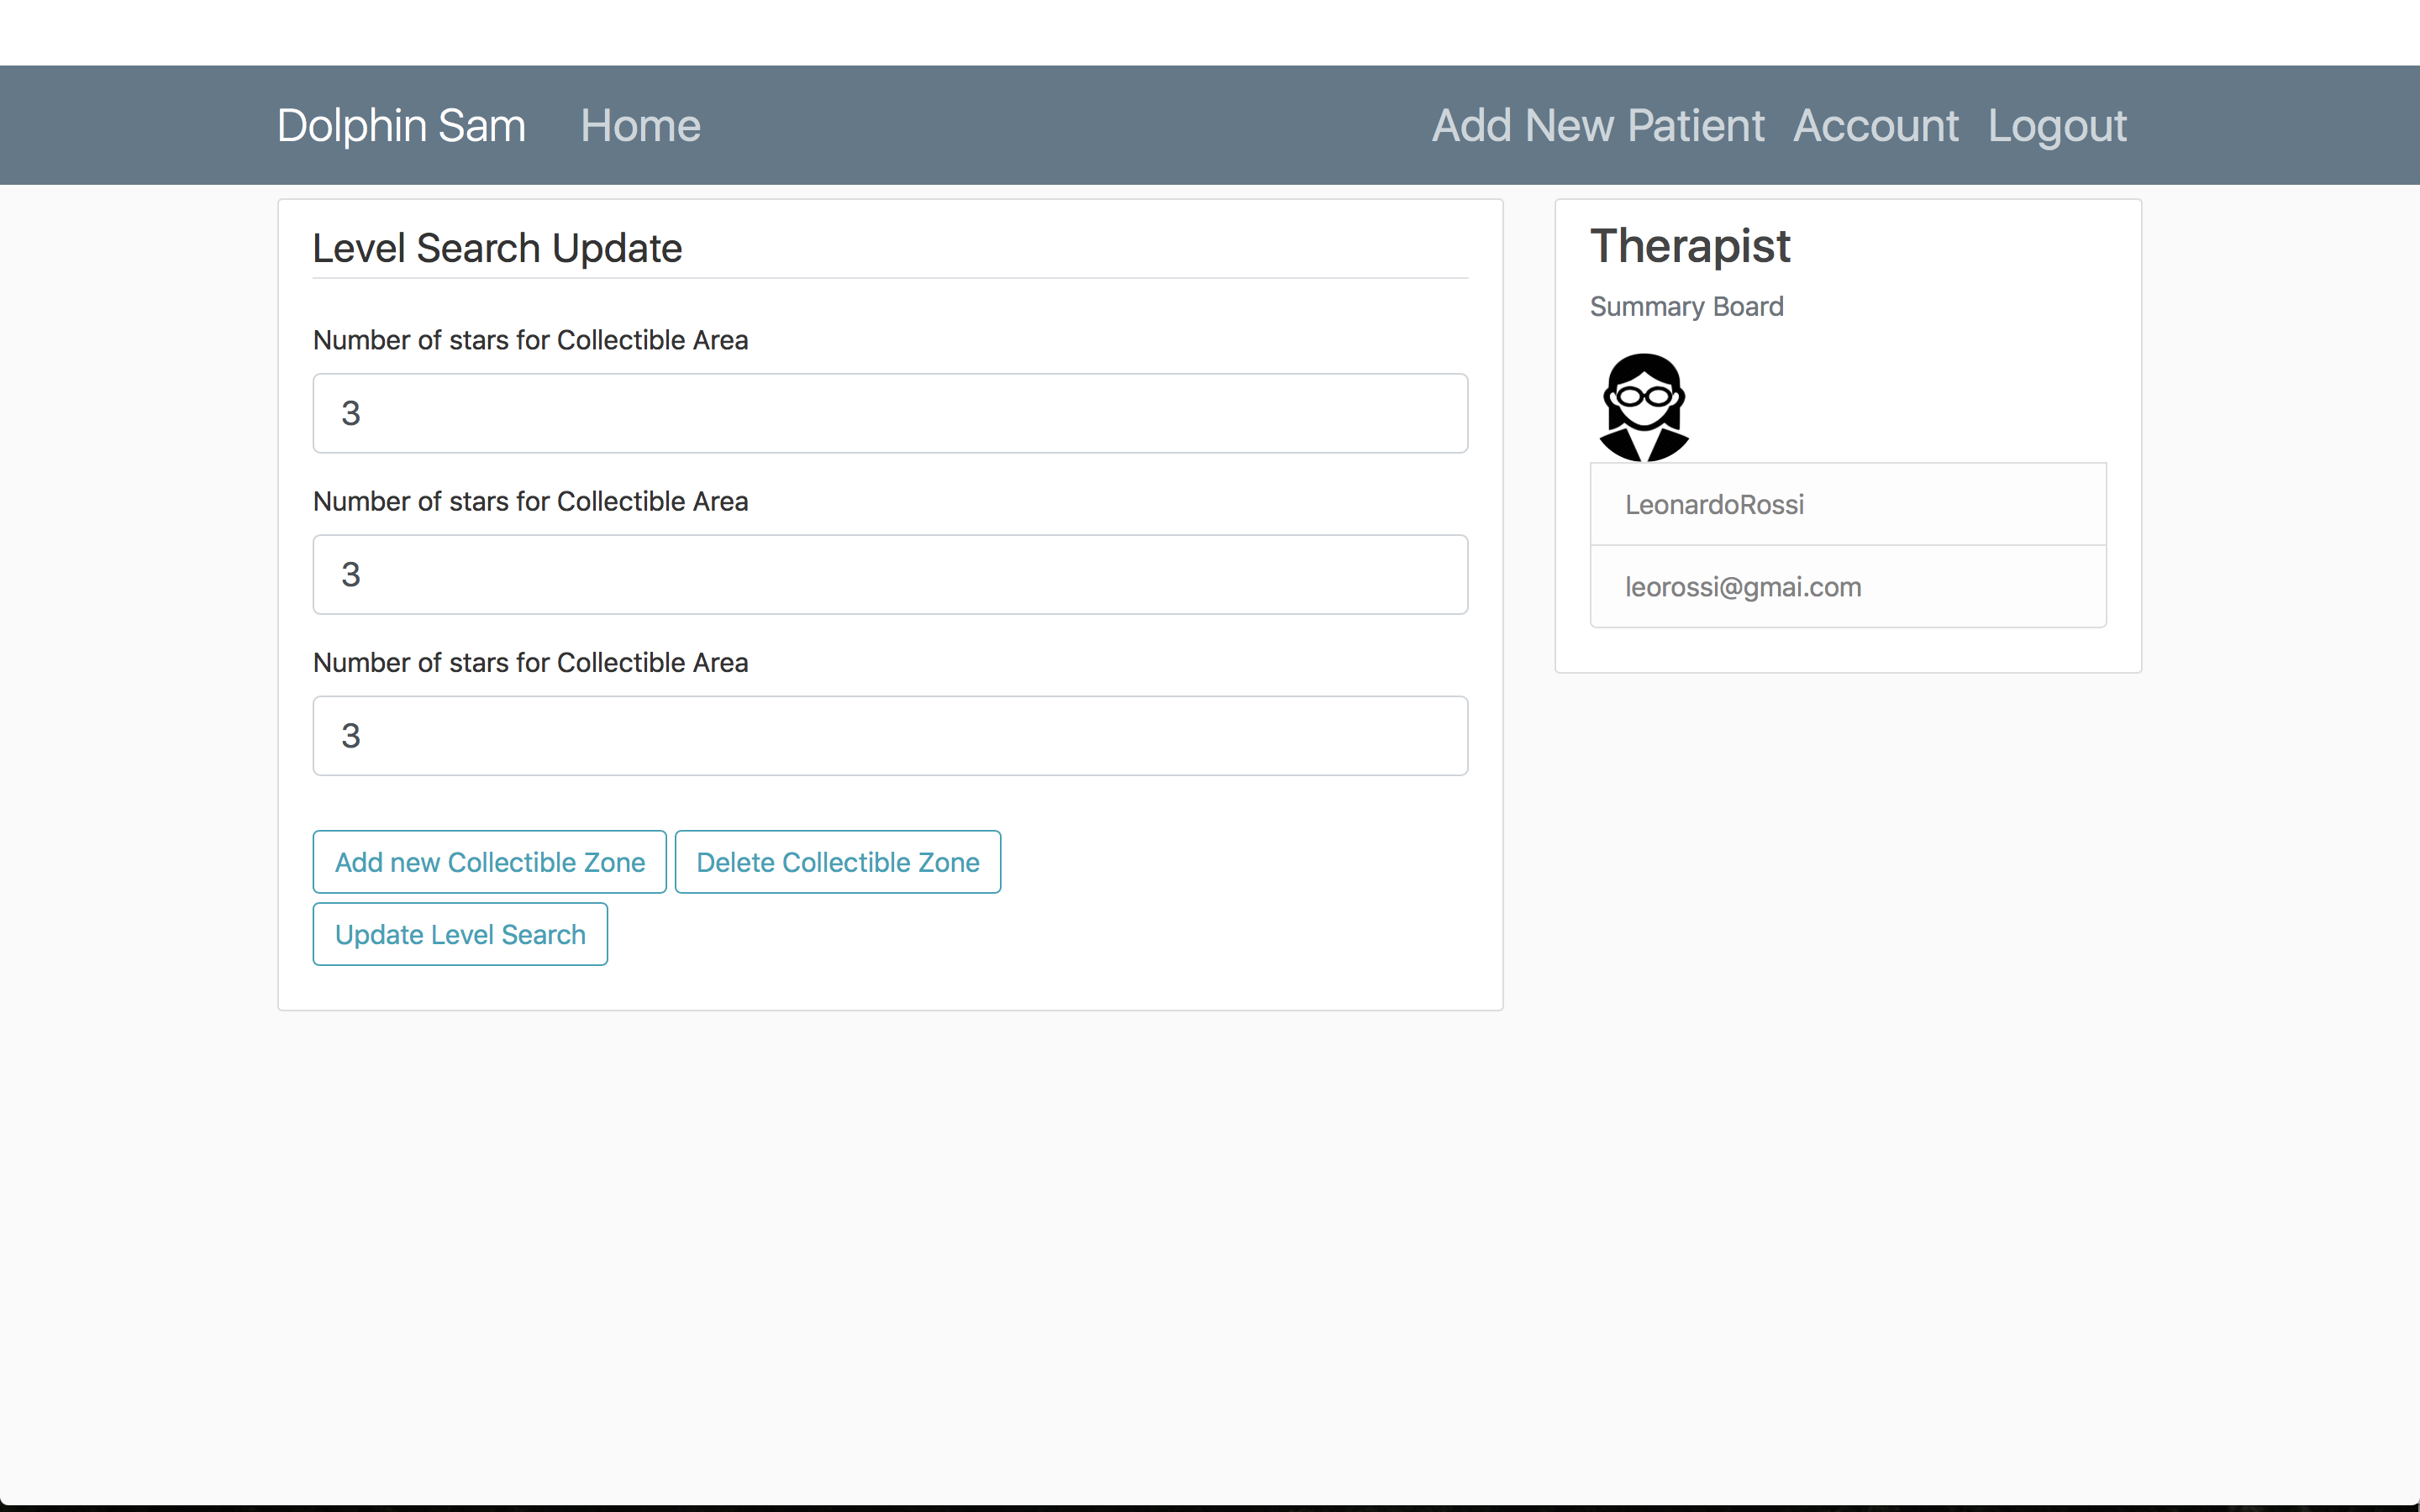 Dolphin Sam Home Add New Patient Account Logout
Level Search Update
Number of stars for Collectible Area
3
Number of stars for Collectible Area
3
Number of stars for Collectible Area
3
Add new Collectible Zone Delete Collectible Zone
Update Level Search
Therapist
Summary Board
LeonardoRossi
leorossi@gmai.com